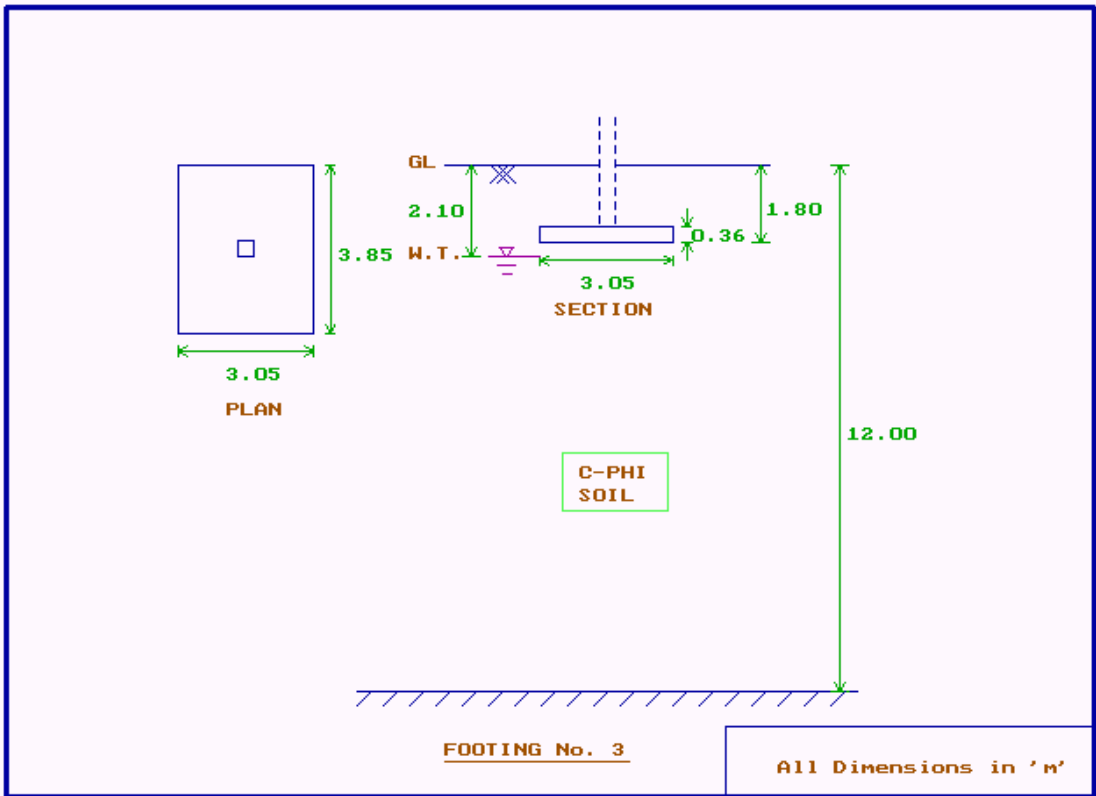 GL
2.10
1.80
0.36
3.85
W.T.
3.05
SECTION
3.05
PLAN
12.00
C-PHI
SOIL
FOOTING No. 3
All Dimensions in 'm'